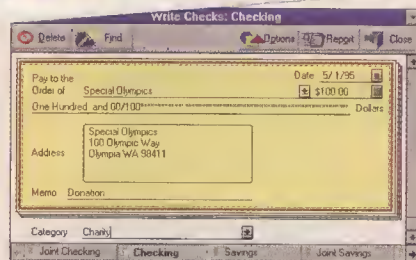 Write Checks: Checking
Delete Find Options Report Close
Pay to the Date 5/1/95
Order of Special Olympics $100.00
One Hundred and 00/100 Dollars
Special Olympics
100 Olympic Way
Address Olympia WA 98411
Memo Donation
Category Charity
Joint Checking Checking Savings Joint Savings